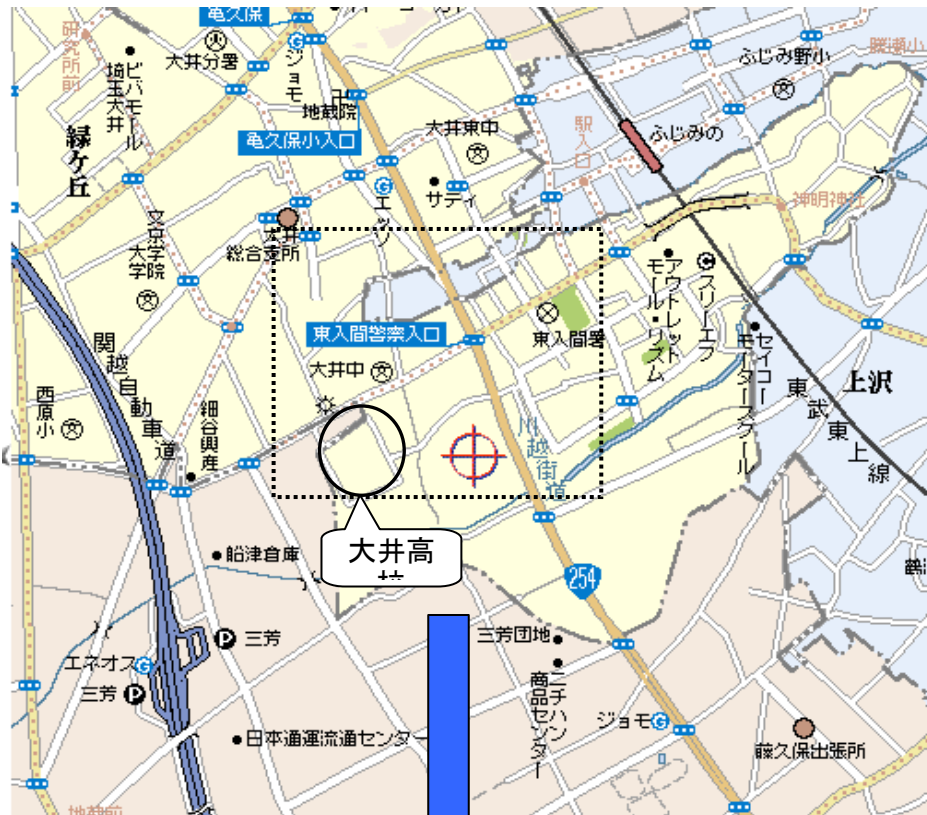 亀久保
研究所前
大井分署
ビバモール埼玉大井
ジョモ
地蔵院
ふじみ野小
勝瀬小
緑ケ丘
亀久保小入口
大井東中
駅入口
ふじみの
サティ
エッソ
神明神社
文京大学学院
大井総合支所
アウトレットモール・リズム
スリーエフ
東入間警察入口
東入間署
セイコーモータースクール
大井中
上沢
東武東上線
関越自動車道
西原小
細谷興産
川越街道
大井高
船津倉庫
254
三芳
三芳団地
エネオス
三芳
ニチハン商品センター
ジョモ
日本通運流通センター
藤久保出張所